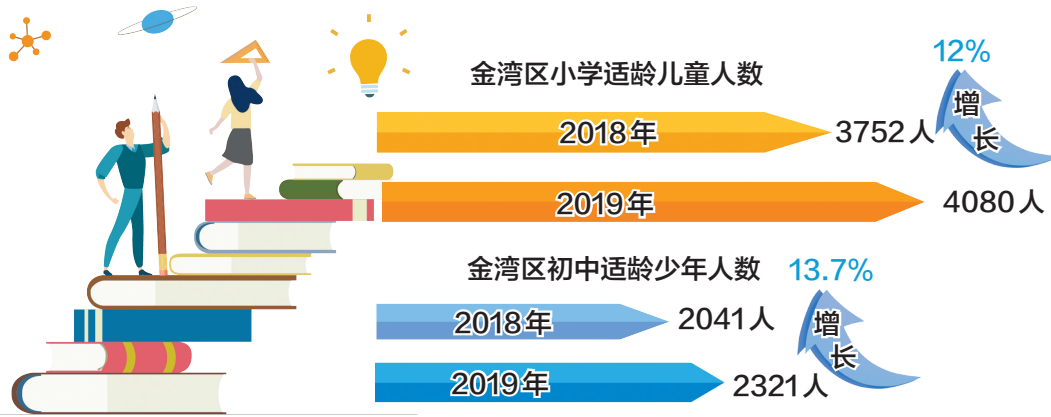 金湾区小学适龄儿童人数
12%
增长
2018年
3752人
2019年
4080人
金湾区初中适龄少年人数
13.7%
增长
2018年
2041人
2019年
2321人